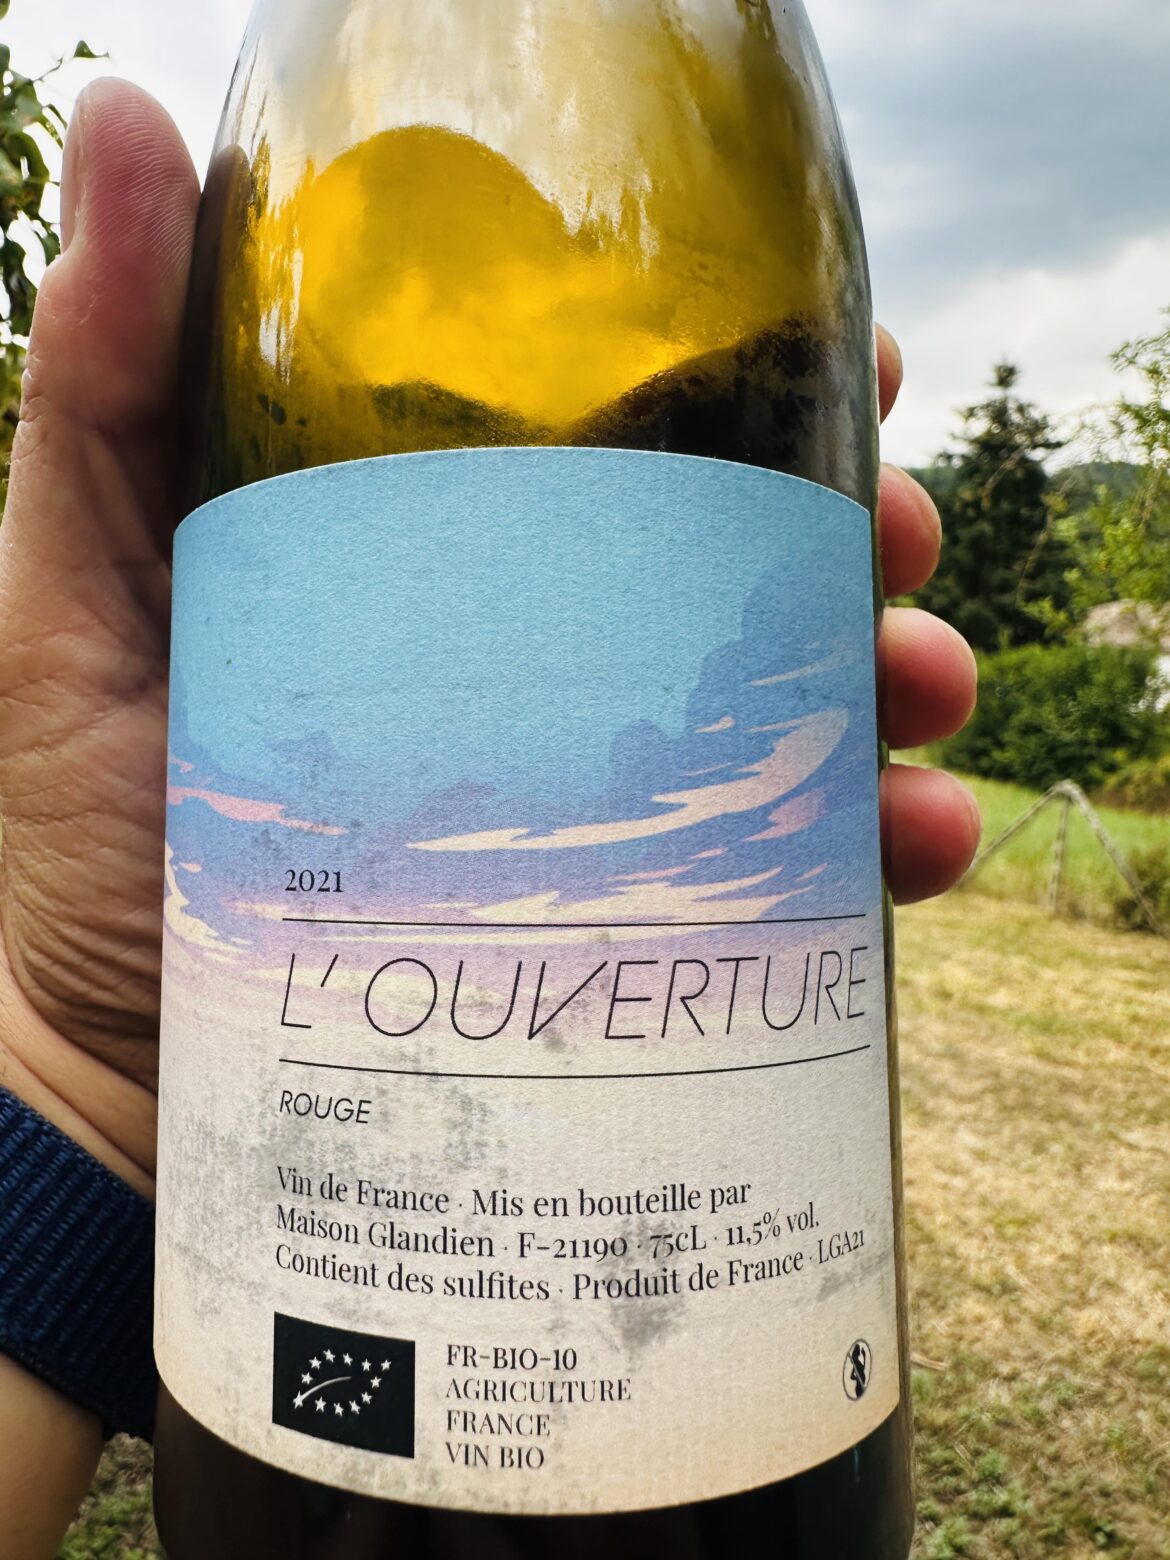 2021
L'OUVERTURE
ROUGE
Vin de France · Mis en bouteille par
Maison Glandien · F-21190 · 75cL · 11,5% vol.
Contient des sulfites · Produit de France · LGA21
FR-BIO-10
AGRICULTURE
FRANCE
VIN BIO